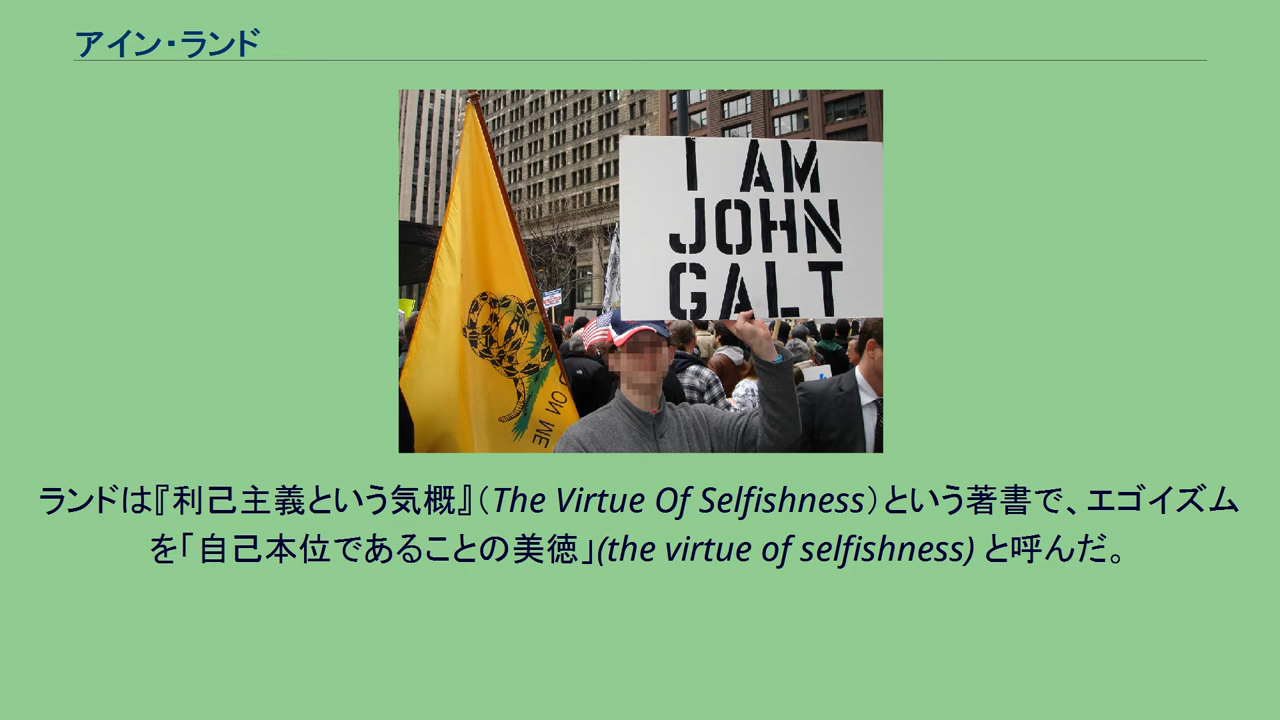 アイン・ランド
I AM
JOHN
GALT
ON ME
ランドは『利己主義という気概』（The Virtue Of Selfishness）という著書で、エゴイズム
を「自己本位であることの美徳」(the virtue of selfishness) と呼んだ。